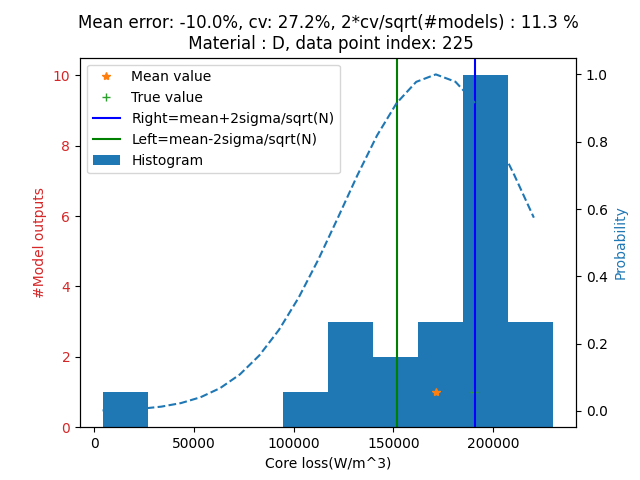 Mean error: -10.0%, cv: 27.2%, 2*cv/sqrt(#models) : 11.3 %
Material : D, data point index: 225
Mean value
True value
Right=mean+2sigma/sqrt(N)
Left=mean-2sigma/sqrt(N)
Histogram
#Model outputs
10
8
6
4
2
0
1.0
0.8
0.6
0.4
0.2
0.0
Probability
0
50000
100000
150000
200000
Core loss(W/m^3)